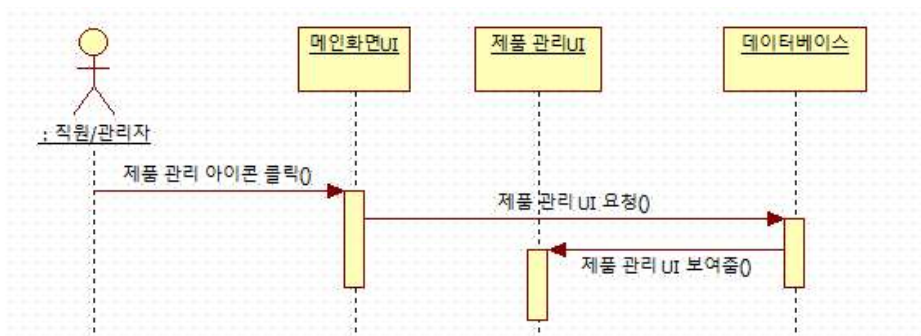 메인화면UI
제품 관리UI
데이터베이스
: 직원/관리자
제품 관리 아이콘 클릭()
제품 관리 UI 요청()
제품 관리 UI 보여줌()